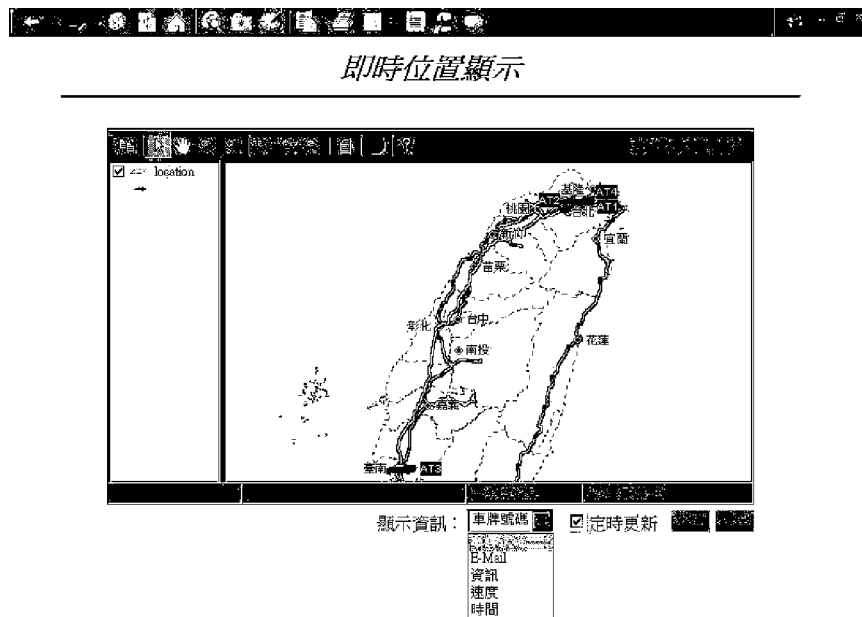 即時位置顯示
location
基隆 AT4
桃園 AT2 台北 AT1
新竹 宜蘭
苗栗
彰化 台中
南投 花蓮
嘉義
臺南 AT3
顯示資訊： 車牌號碼 定時更新
E-Mail
資訊
速度
時間